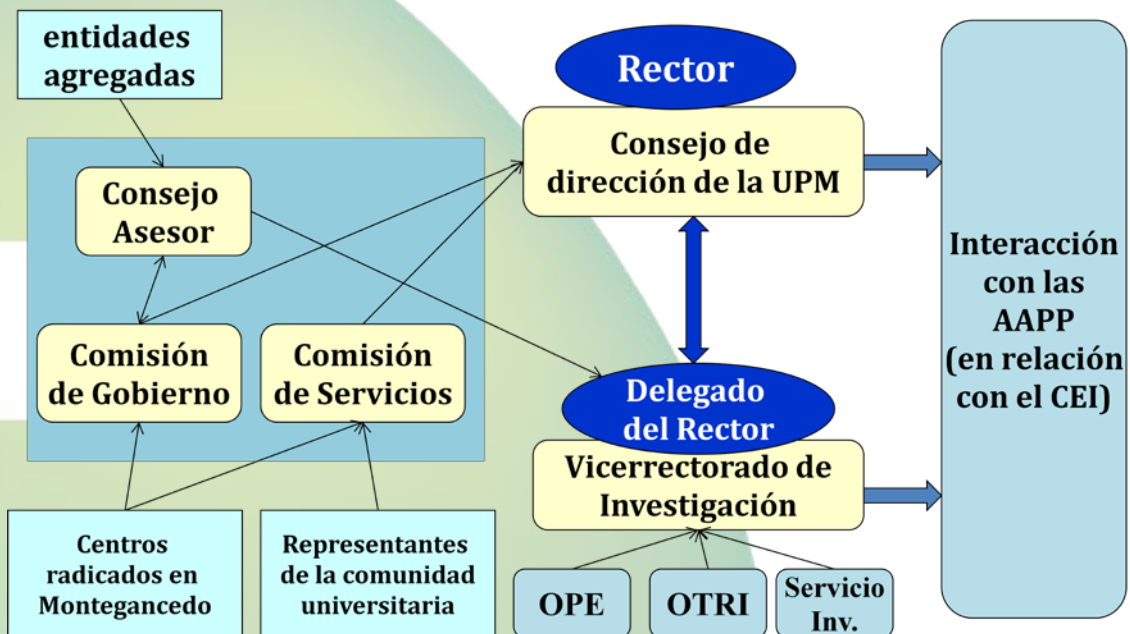 entidades
agregadas
Rector
Consejo de
dirección de la UPM
Consejo
Asesor
Interacción
con las
AAPP
(en relación
con el CEI)
Comisión
de Gobierno
Comisión
de Servicios
Delegado
del Rector
Vicerrectorado de
Investigación
Centros
radicados en
Montegancedo
Representantes
de la comunidad
universitaria
OPE
OTRI
Servicio
Inv.